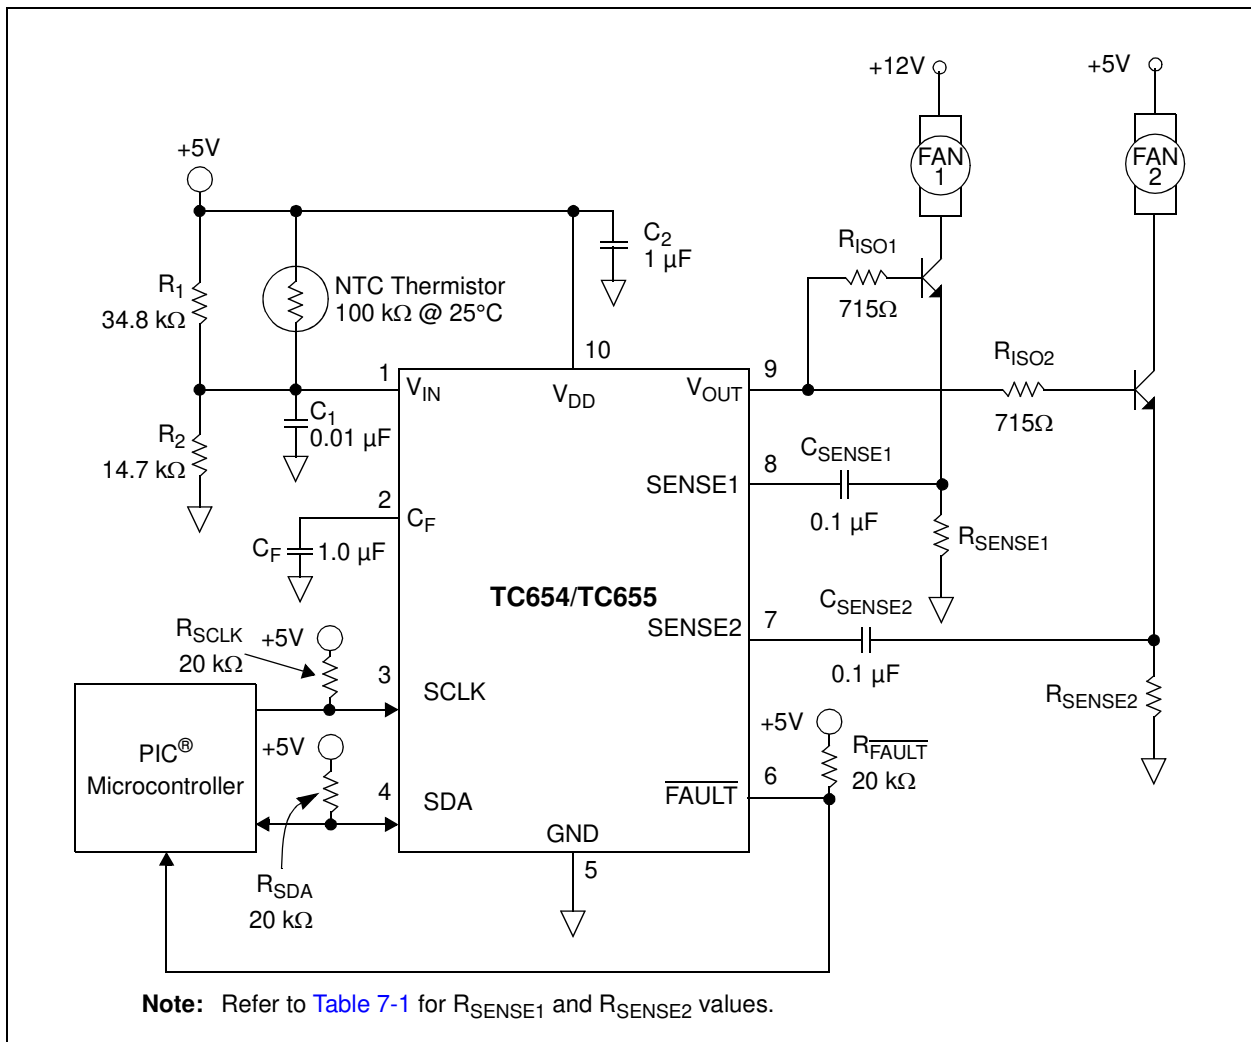 +12V
+5V
FAN
1
FAN
2
+5V
C2
1 µF
RISO1
715Ω
R1
34.8 kΩ
NTC Thermistor
100 kΩ @ 25°C
RISO2
715Ω
10
1
VIN
VDD
VOUT
9
C1
0.01 µF
R2
14.7 kΩ
CSENSE1
8
SENSE1
0.1 µF
2
CF
CF
1.0 µF
RSENSE1
TC654/TC655
CSENSE2
7
SENSE2
0.1 µF
RSCLK
20 kΩ
+5V
3
SCLK
RSENSE2
PIC®
Microcontroller
+5V
4
SDA
+5V
RFAULT
20 kΩ
6
FAULT
GND
5
RSDA
20 kΩ
Note: Refer to Table 7-1 for RSENSE1 and RSENSE2 values.